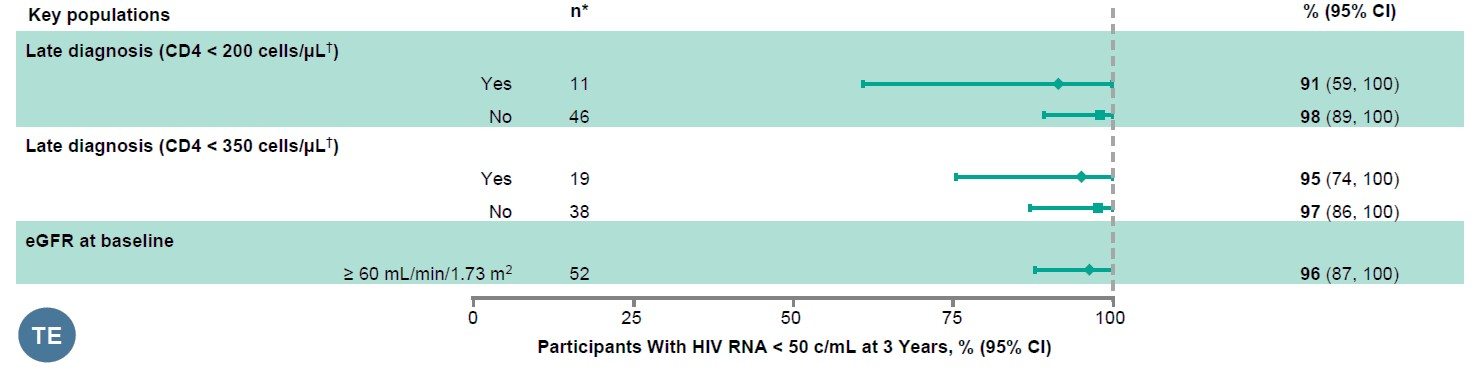 Key populations n* % (95% CI)
Late diagnosis (CD4 < 200 cells/µL†)
Yes 11 91 (59, 100)
No 46 98 (89, 100)
Late diagnosis (CD4 < 350 cells/µL†)
Yes 19 95 (74, 100)
No 38 97 (86, 100)
eGFR at baseline
≥ 60 mL/min/1.73 m² 52 96 (87, 100)
0 25 50 75 100
TE
Participants With HIV RNA < 50 c/mL at 3 Years, % (95% CI)